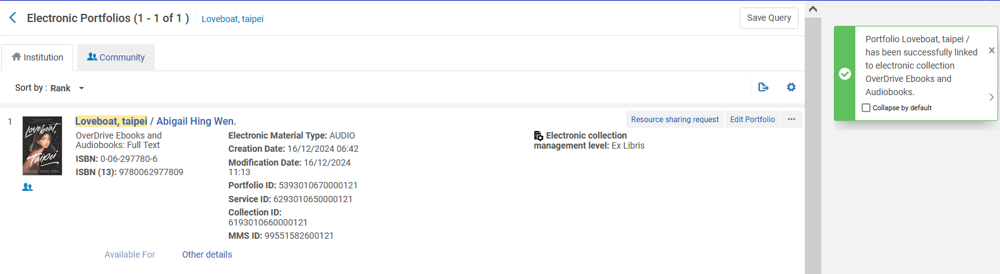 Electronic Portfolios (1 - 1 of 1 ) Loveboat, taipei
Save Query
Institution Community
Sort by : Rank
1
Loveboat, Taipei
ABIGAIL HING WEN
Loveboat, taipei / Abigail Hing Wen.
OverDrive Ebooks and
Audiobooks: Full Text
ISBN: 0-06-297780-6
ISBN (13): 9780062977809
Electronic Material Type: AUDIO
Creation Date: 16/12/2024 06:42
Modification Date: 16/12/2024
11:13
Portfolio ID: 5393010670000121
Service ID: 6293010650000121
Collection ID:
6193010660000121
MMS ID: 99551582600121
Resource sharing request Edit Portfolio ...
Electronic collection
management level: Ex Libris
Available For Other details
Portfolio Loveboat, taipei /
has been successfully linked
to electronic collection
OverDrive Ebooks and
Audiobooks.
Collapse by default